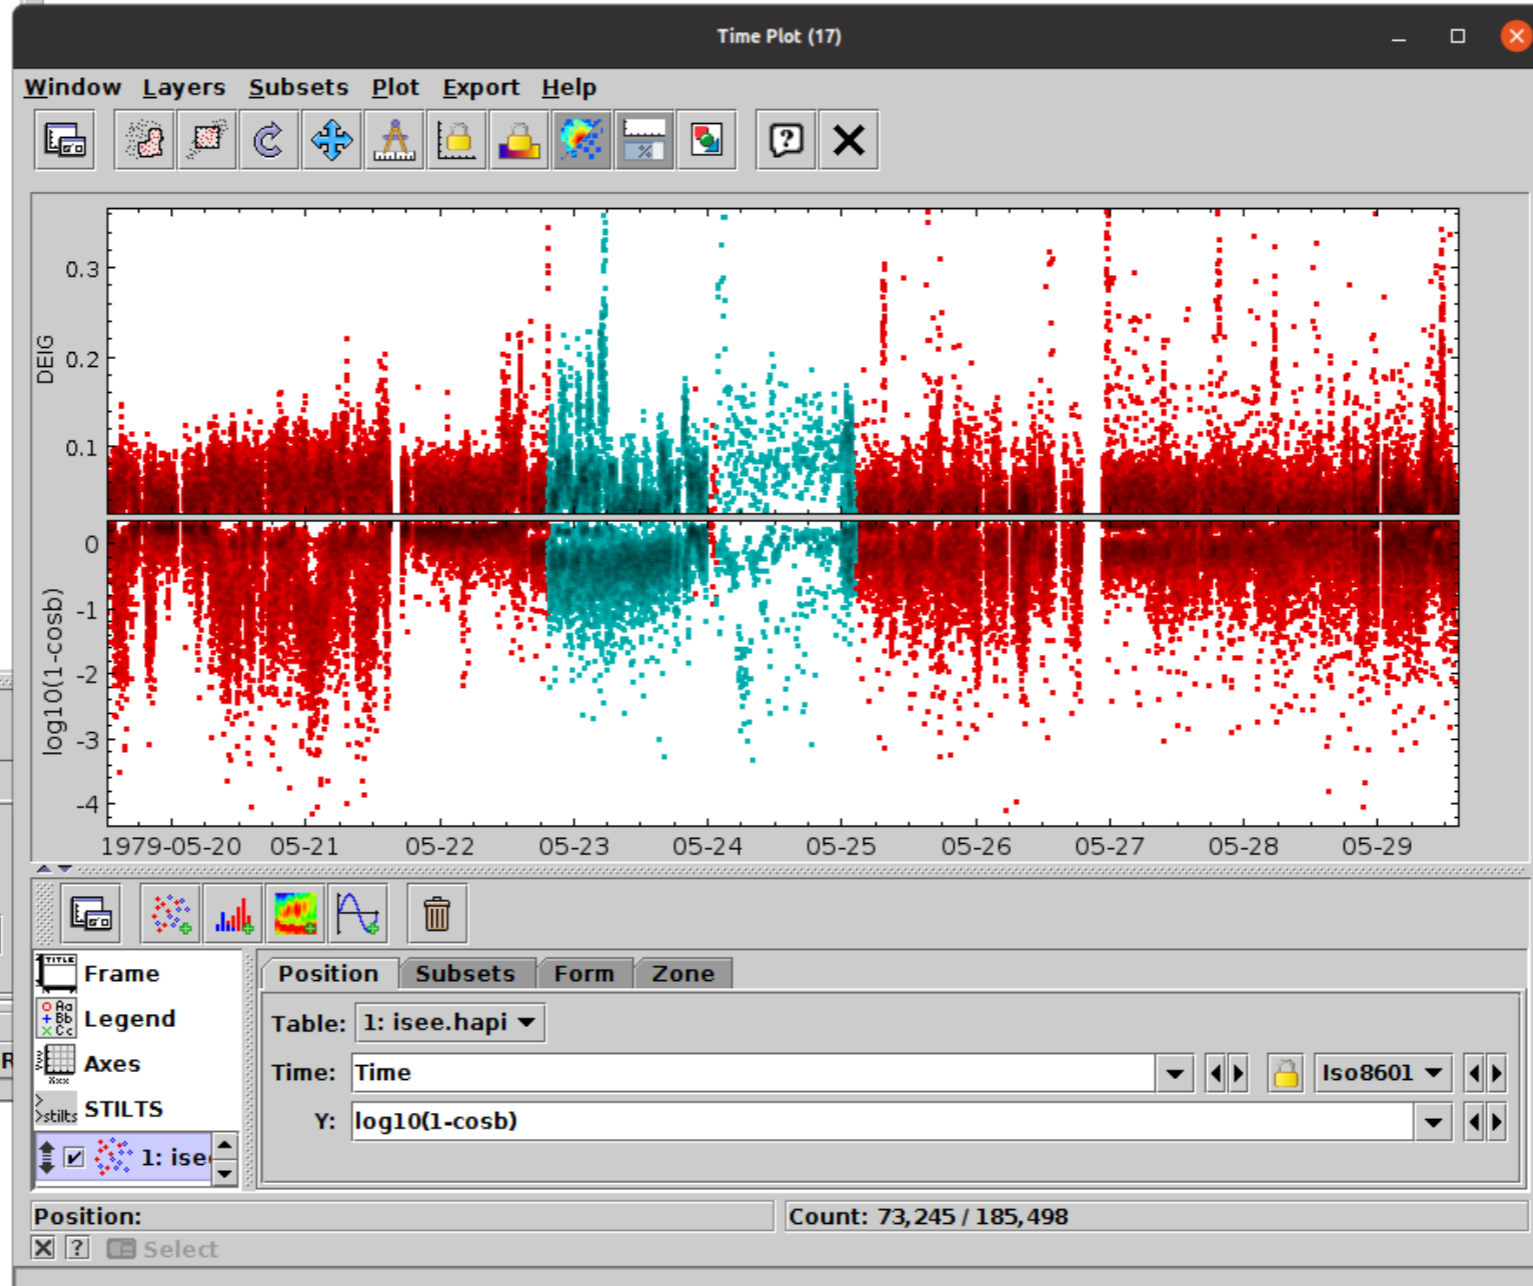 Time Plot (17)
Window Layers Subsets Plot Export Help
DEIG
0.3
0.2
0.1
log10(1-cosb)
0
-1
-2
-3
-4
1979-05-20 05-21 05-22 05-23 05-24 05-25 05-26 05-27 05-28 05-29
Frame
Legend
Axes
STILTS
1: ise
Position Subsets Form Zone
Table: 1: isee.hapi
Time: Time Iso8601
Y: log10(1-cosb)
Position: Count: 73,245 / 185,498
Select